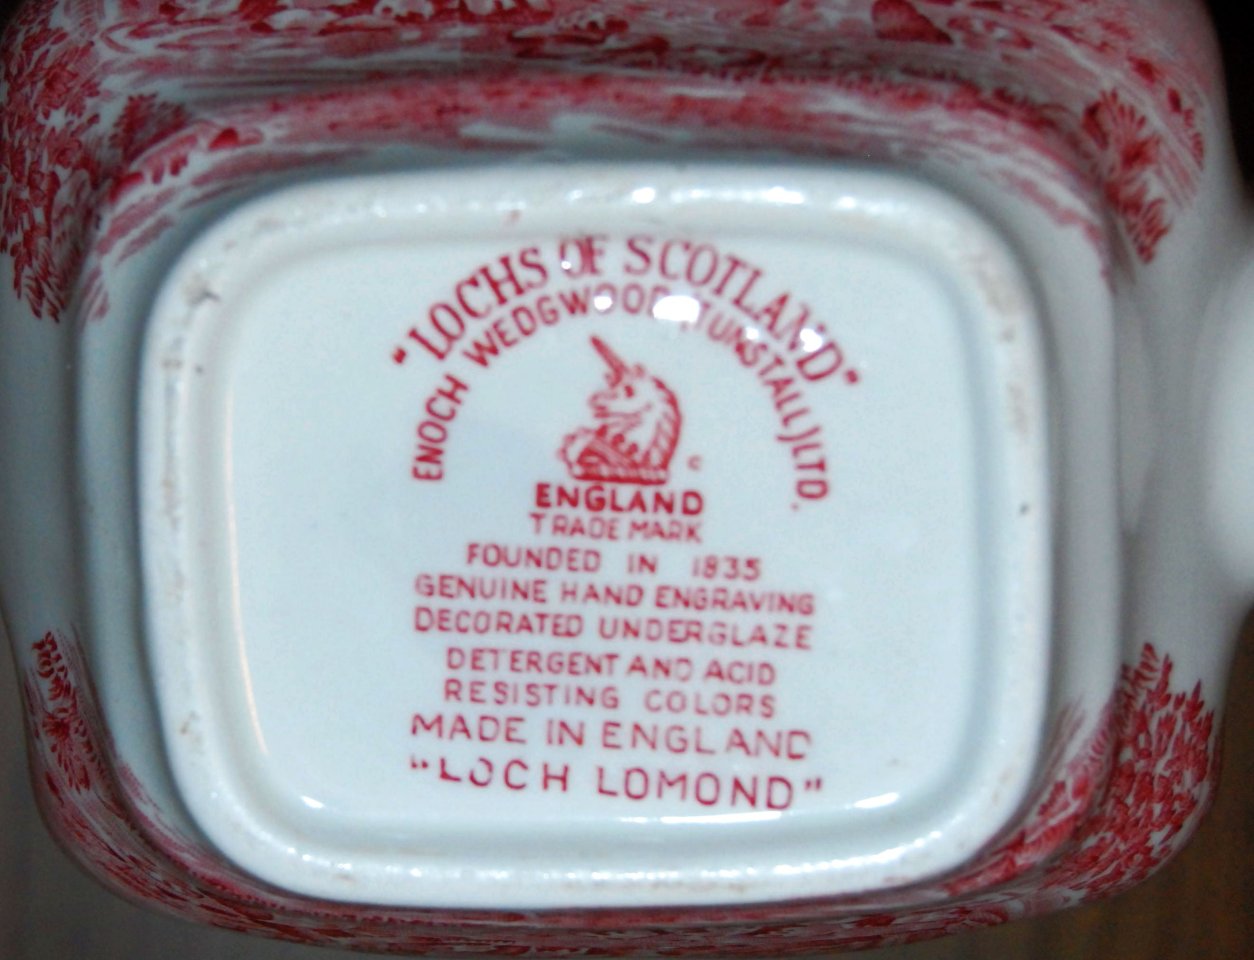 "LOCHS OF SCOTLAND"
ENOCH WEDGWOOD (TUNSTALL) LTD.
©
ENGLAND
TRADE MARK
FOUNDED IN 1835
GENUINE HAND ENGRAVING
DECORATED UNDERGLAZE
DETERGENT AND ACID
RESISTING COLORS
MADE IN ENGLAND
"LOCH LOMOND"